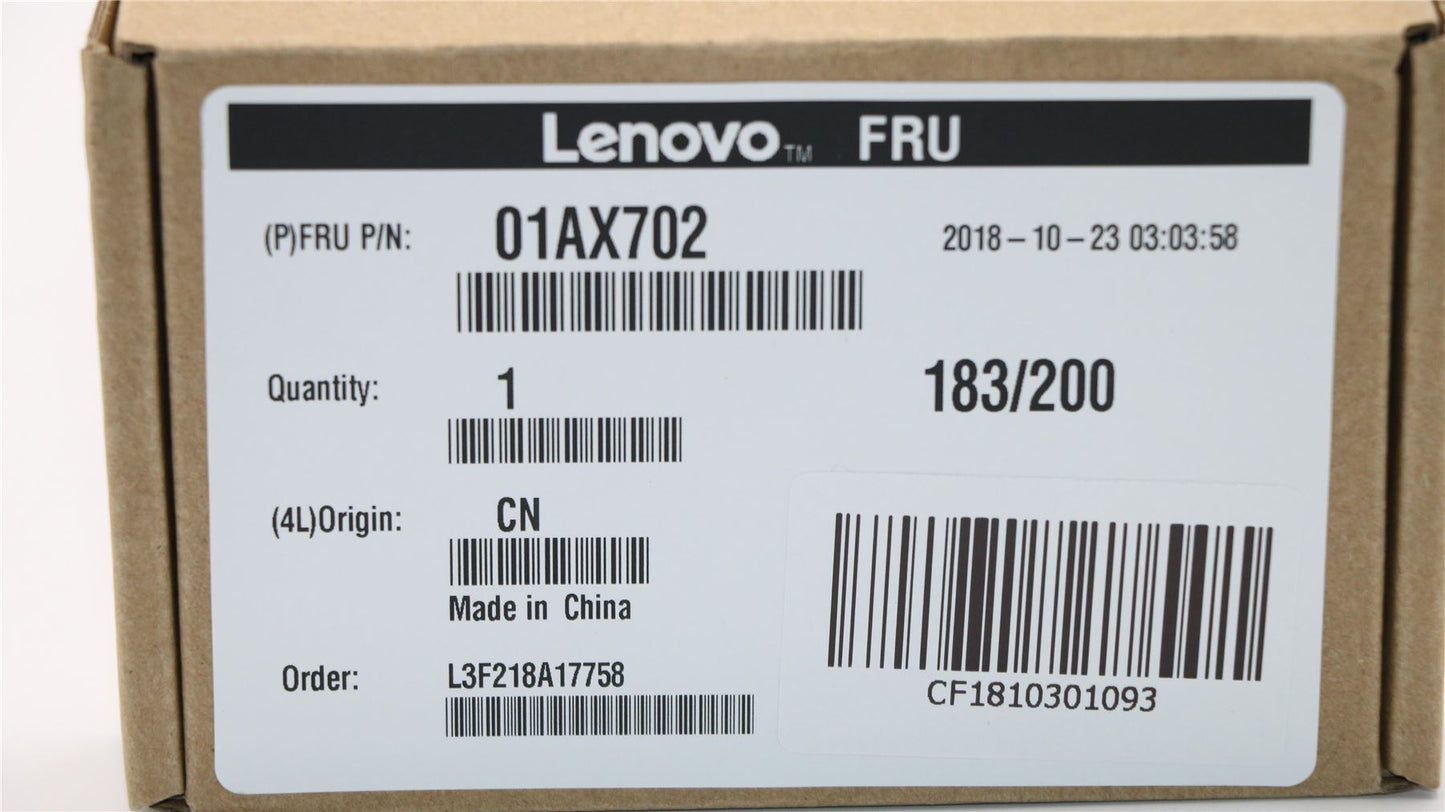 Lenovo™ FRU
(P)FRU P/N: 01AX702 2018-10-23 03:03:58
Quantity: 1 183/200
(4L)Origin: CN
Made in China
Order: L3F218A17758
CF1810301093